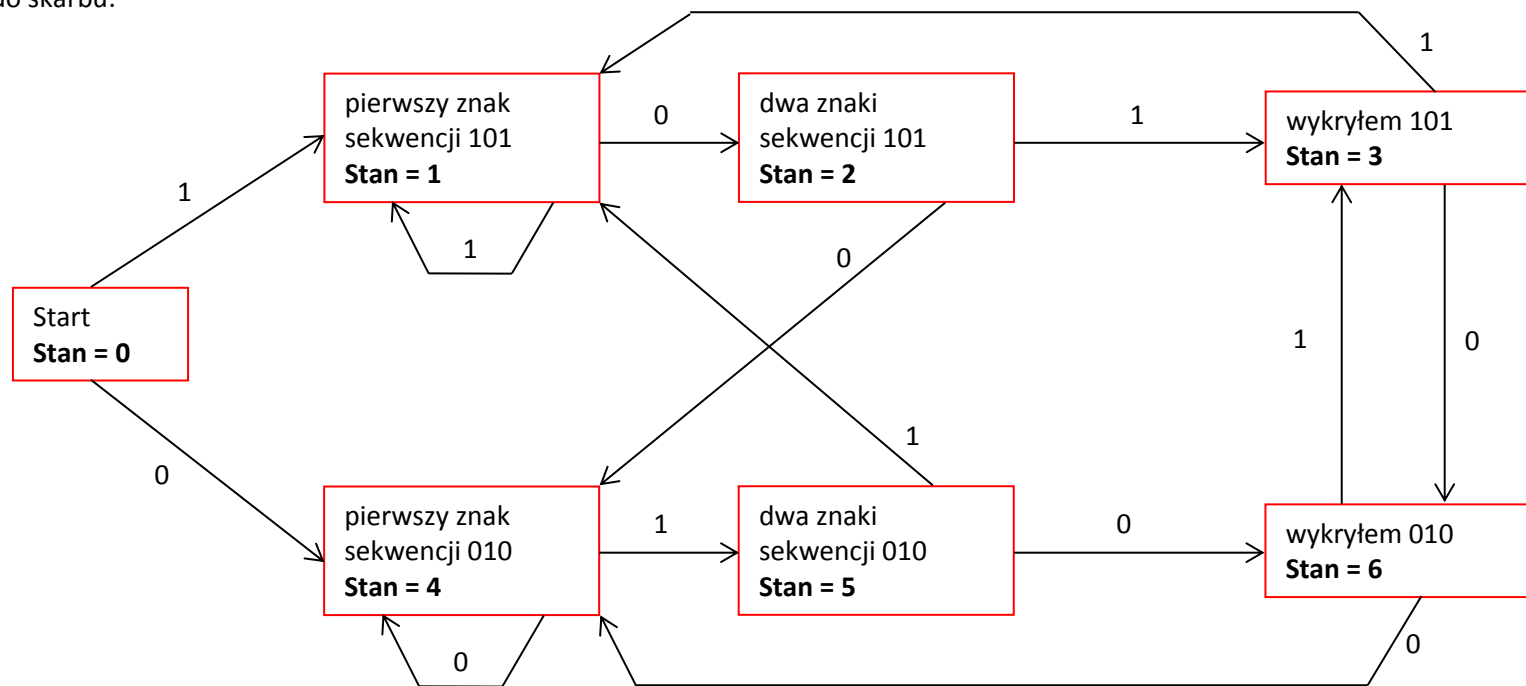 do skarbu:
1
pierwszy znak
sekwencji 101
Stan = 1
0
dwa znaki
sekwencji 101
Stan = 2
1
wykryłem 101
Stan = 3
1
1
0
Start
Stan = 0
1
0
0
1
pierwszy znak
sekwencji 010
Stan = 4
1
dwa znaki
sekwencji 010
Stan = 5
0
wykryłem 010
Stan = 6
0
0